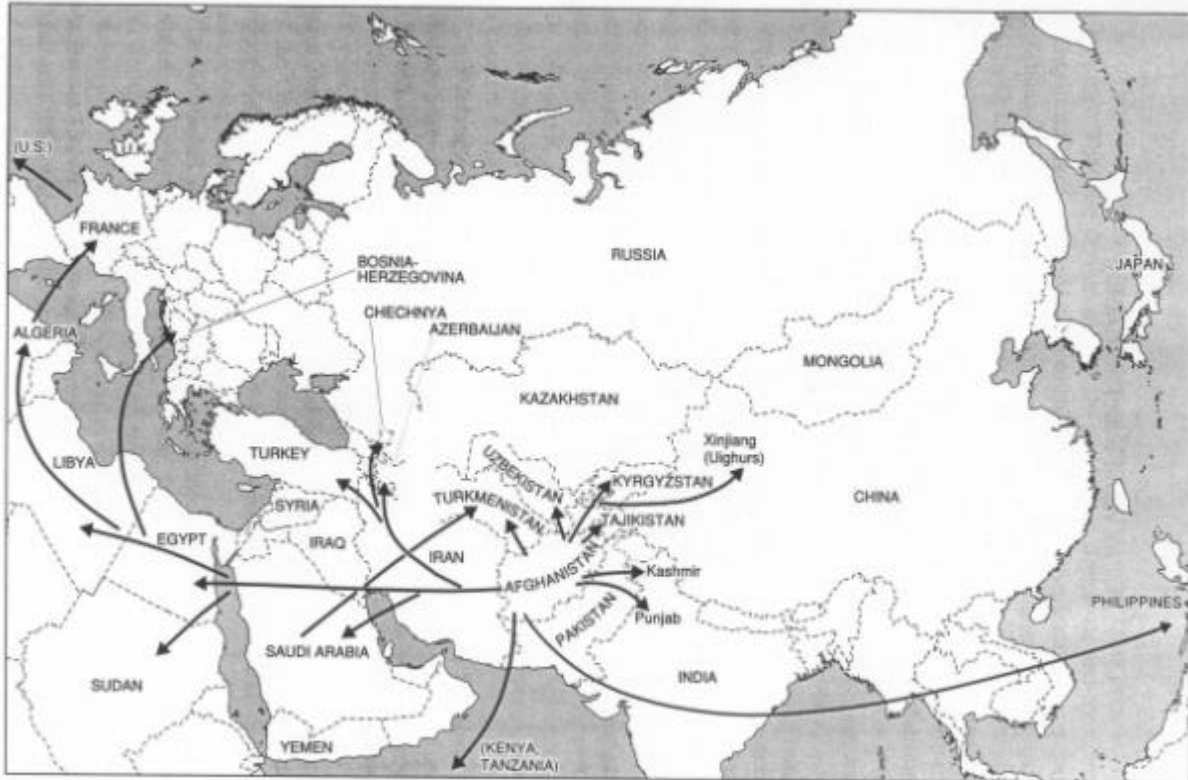 (U.S.)
U.K.
FRANCE
BOSNIA-
HERZEGOVINA
RUSSIA
JAPAN
CHECHNYA
ALGERIA
AZERBAIJAN
MONGOLIA
KAZAKHSTAN
Xinjiang
(Uighurs)
TURKEY
LIBYA
UZBEKISTAN
KYRGYZSTAN
CHINA
SYRIA
TURKMENISTAN
TAJIKISTAN
EGYPT
IRAQ
IRAN
AFGHANISTAN
Kashmir
PHILIPPINES
Punjab
PAKISTAN
SAUDI ARABIA
INDIA
SUDAN
YEMEN
(KENYA,
TANZANIA)